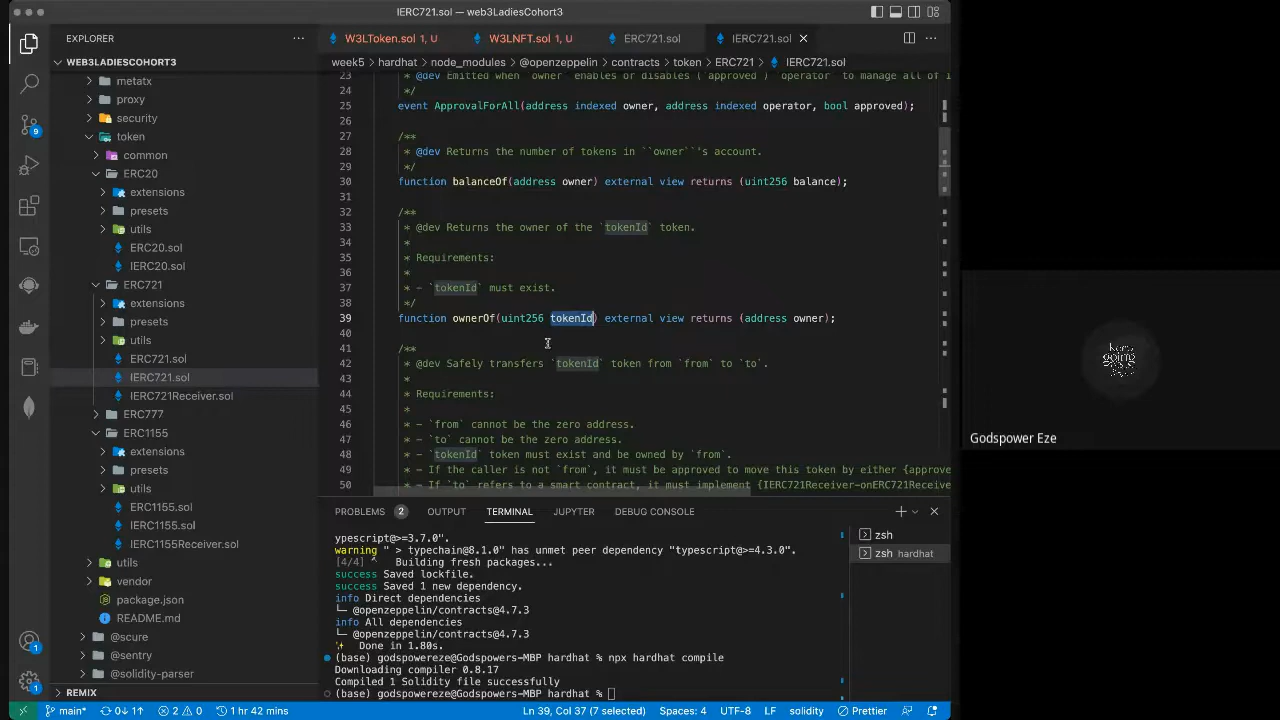 IERC721.sol — web3LadiesCohort3
EXPLORER
WEB3LADIESCOHORT3
metatx
proxy
security
token
common
ERC20
extensions
presets
utils
ERC20.sol
IERC20.sol
ERC721
extensions
presets
utils
ERC721.sol
IERC721.sol
IERC721Receiver.sol
ERC777
ERC1155
extensions
presets
utils
ERC1155.sol
IERC1155.sol
IERC1155Receiver.sol
utils
vendor
package.json
README.md
@scure
@sentry
@solidity-parser
REMIX
9
1
1
W3LToken.sol 1, U
W3LNFT.sol 1, U
ERC721.sol
IERC721.sol
week5 > hardhat > node_modules > @openzeppelin > contracts > token > ERC721 > IERC721.sol
23 * @dev Emitted when `owner` enables or disables (`approved`) `operator` to manage all of i
24 */
25 event ApprovalForAll(address indexed owner, address indexed operator, bool approved);
26
27 /**
28 * @dev Returns the number of tokens in ``owner``'s account.
29 */
30 function balanceOf(address owner) external view returns (uint256 balance);
31
32 /**
33 * @dev Returns the owner of the `tokenId` token.
34 *
35 * Requirements:
36 *
37 * - `tokenId` must exist.
38 */
39 function ownerOf(uint256 tokenId) external view returns (address owner);
40
41 /**
42 * @dev Safely transfers `tokenId` token from `from` to `to`.
43 *
44 * Requirements:
45 *
46 * - `from` cannot be the zero address.
47 * - `to` cannot be the zero address.
48 * - `tokenId` token must exist and be owned by `from`.
49 * - If the caller is not `from`, it must be approved to move this token by either {approve
50 * - If `to` refers to a smart contract, it must implement {IERC721Receiver-onERC721Receive
PROBLEMS 2 OUTPUT TERMINAL JUPYTER DEBUG CONSOLE
ypescript@>=3.7.0".
warning " > typechain@8.1.0" has unmet peer dependency "typescript@>=4.3.0".
[4/4] Building fresh packages...
success Saved lockfile.
success Saved 1 new dependency.
info Direct dependencies
└─ @openzeppelin/contracts@4.7.3
info All dependencies
└─ @openzeppelin/contracts@4.7.3
✨ Done in 1.80s.
(base) godspowereze@Godspowers-MBP hardhat % npx hardhat compile
Downloading compiler 0.8.17
Compiled 1 Solidity file successfully
(base) godspowereze@Godspowers-MBP hardhat %
zsh
zsh hardhat
main* 0↓ 1↑ 2 0 1 hr 42 mins
Ln 39, Col 37 (7 selected) Spaces: 4 UTF-8 LF solidity Prettier
keep
going
Godspower Eze